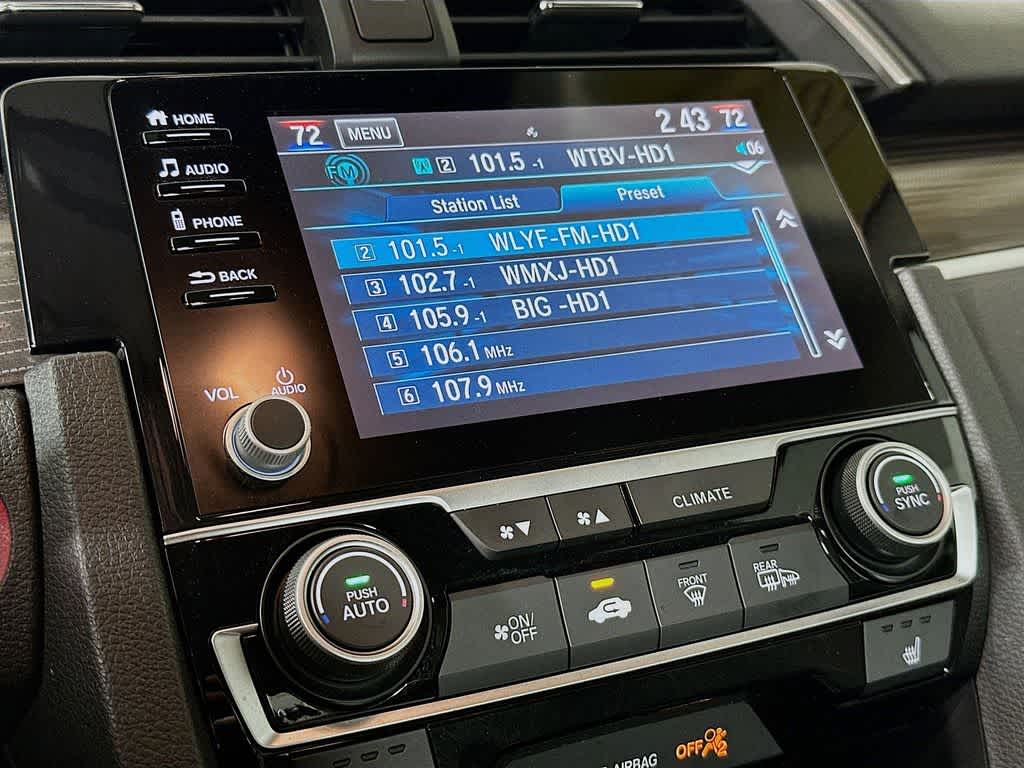 HOME
AUDIO
PHONE
BACK
VOL
AUDIO
72 MENU 2 43 72
FM 2 101.5 -1 WTBV-HD1 06
Station List Preset
2 101.5 -1 WLYF-FM-HD1
3 102.7 -1 WMXJ-HD1
4 105.9 -1 BIG -HD1
5 106.1 MHz
6 107.9 MHz
CLIMATE
PUSH
SYNC
PUSH
AUTO
ON/
OFF
FRONT
REAR
AIRBAG OFF 2